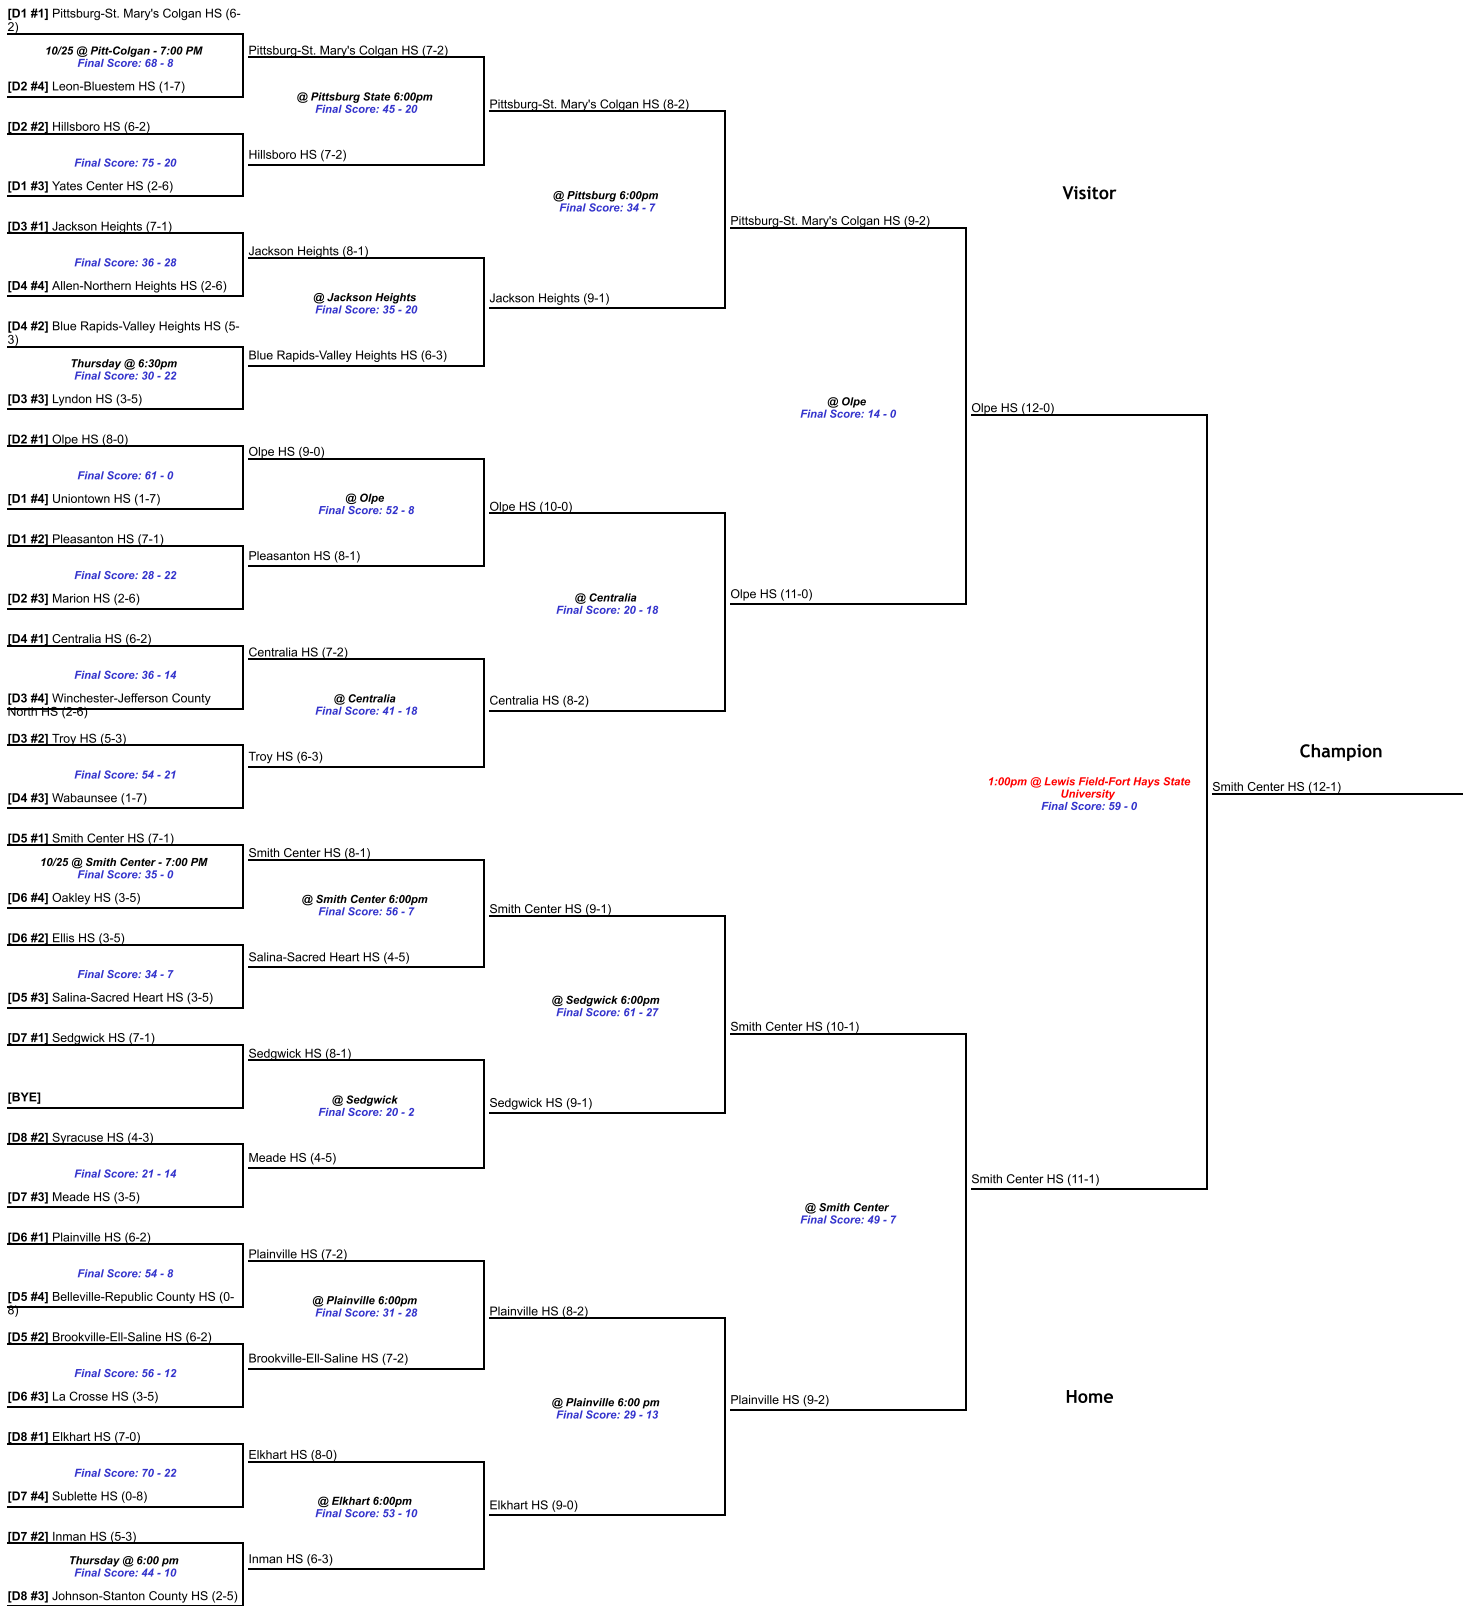 [D1 #1] Pittsburg-St. Mary's Colgan HS (6-
2)
10/25 @ Pitt-Colgan - 7:00 PM
Final Score: 68 - 8
[D2 #4] Leon-Bluestem HS (1-7)
[D2 #2] Hillsboro HS (6-2)
Final Score: 75 - 20
[D1 #3] Yates Center HS (2-6)
[D3 #1] Jackson Heights (7-1)
Final Score: 36 - 28
[D4 #4] Allen-Northern Heights HS (2-6)
[D4 #2] Blue Rapids-Valley Heights HS (5-
3)
Thursday @ 6:30pm
Final Score: 30 - 22
[D3 #3] Lyndon HS (3-5)
[D2 #1] Olpe HS (8-0)
Final Score: 61 - 0
[D1 #4] Uniontown HS (1-7)
[D1 #2] Pleasanton HS (7-1)
Final Score: 28 - 22
[D2 #3] Marion HS (2-6)
[D4 #1] Centralia HS (6-2)
Final Score: 36 - 14
[D3 #4] Winchester-Jefferson County
North HS (2-6)
[D3 #2] Troy HS (5-3)
Final Score: 54 - 21
[D4 #3] Wabaunsee (1-7)
[D5 #1] Smith Center HS (7-1)
10/25 @ Smith Center - 7:00 PM
Final Score: 35 - 0
[D6 #4] Oakley HS (3-5)
[D6 #2] Ellis HS (3-5)
Final Score: 34 - 7
[D5 #3] Salina-Sacred Heart HS (3-5)
[D7 #1] Sedgwick HS (7-1)
[BYE]
[D8 #2] Syracuse HS (4-3)
Final Score: 21 - 14
[D7 #3] Meade HS (3-5)
[D6 #1] Plainville HS (6-2)
Final Score: 54 - 8
[D5 #4] Belleville-Republic County HS (0-
8)
[D5 #2] Brookville-Ell-Saline HS (6-2)
Final Score: 56 - 12
[D6 #3] La Crosse HS (3-5)
[D8 #1] Elkhart HS (7-0)
Final Score: 70 - 22
[D7 #4] Sublette HS (0-8)
[D7 #2] Inman HS (5-3)
Thursday @ 6:00 pm
Final Score: 44 - 10
[D8 #3] Johnson-Stanton County HS (2-5)
Pittsburg-St. Mary's Colgan HS (7-2)
@ Pittsburg State 6:00pm
Final Score: 45 - 20
Hillsboro HS (7-2)
Jackson Heights (8-1)
@ Jackson Heights
Final Score: 35 - 20
Blue Rapids-Valley Heights HS (6-3)
Olpe HS (9-0)
@ Olpe
Final Score: 52 - 8
Pleasanton HS (8-1)
Centralia HS (7-2)
@ Centralia
Final Score: 41 - 18
Troy HS (6-3)
Smith Center HS (8-1)
@ Smith Center 6:00pm
Final Score: 56 - 7
Salina-Sacred Heart HS (4-5)
Sedgwick HS (8-1)
@ Sedgwick
Final Score: 20 - 2
Meade HS (4-5)
Plainville HS (7-2)
@ Plainville 6:00pm
Final Score: 31 - 28
Brookville-Ell-Saline HS (7-2)
Elkhart HS (8-0)
@ Elkhart 6:00pm
Final Score: 53 - 10
Inman HS (6-3)
Pittsburg-St. Mary's Colgan HS (8-2)
@ Pittsburg 6:00pm
Final Score: 34 - 7
Jackson Heights (9-1)
Olpe HS (10-0)
@ Centralia
Final Score: 20 - 18
Centralia HS (8-2)
Smith Center HS (9-1)
@ Sedgwick 6:00pm
Final Score: 61 - 27
Sedgwick HS (9-1)
Plainville HS (8-2)
@ Plainville 6:00 pm
Final Score: 29 - 13
Elkhart HS (9-0)
Pittsburg-St. Mary's Colgan HS (9-2)
@ Olpe
Final Score: 14 - 0
Olpe HS (11-0)
Smith Center HS (10-1)
@ Smith Center
Final Score: 49 - 7
Plainville HS (9-2)
Visitor
Olpe HS (12-0)
1:00pm @ Lewis Field-Fort Hays State
University
Final Score: 59 - 0
Smith Center HS (11-1)
Home
Champion
Smith Center HS (12-1)